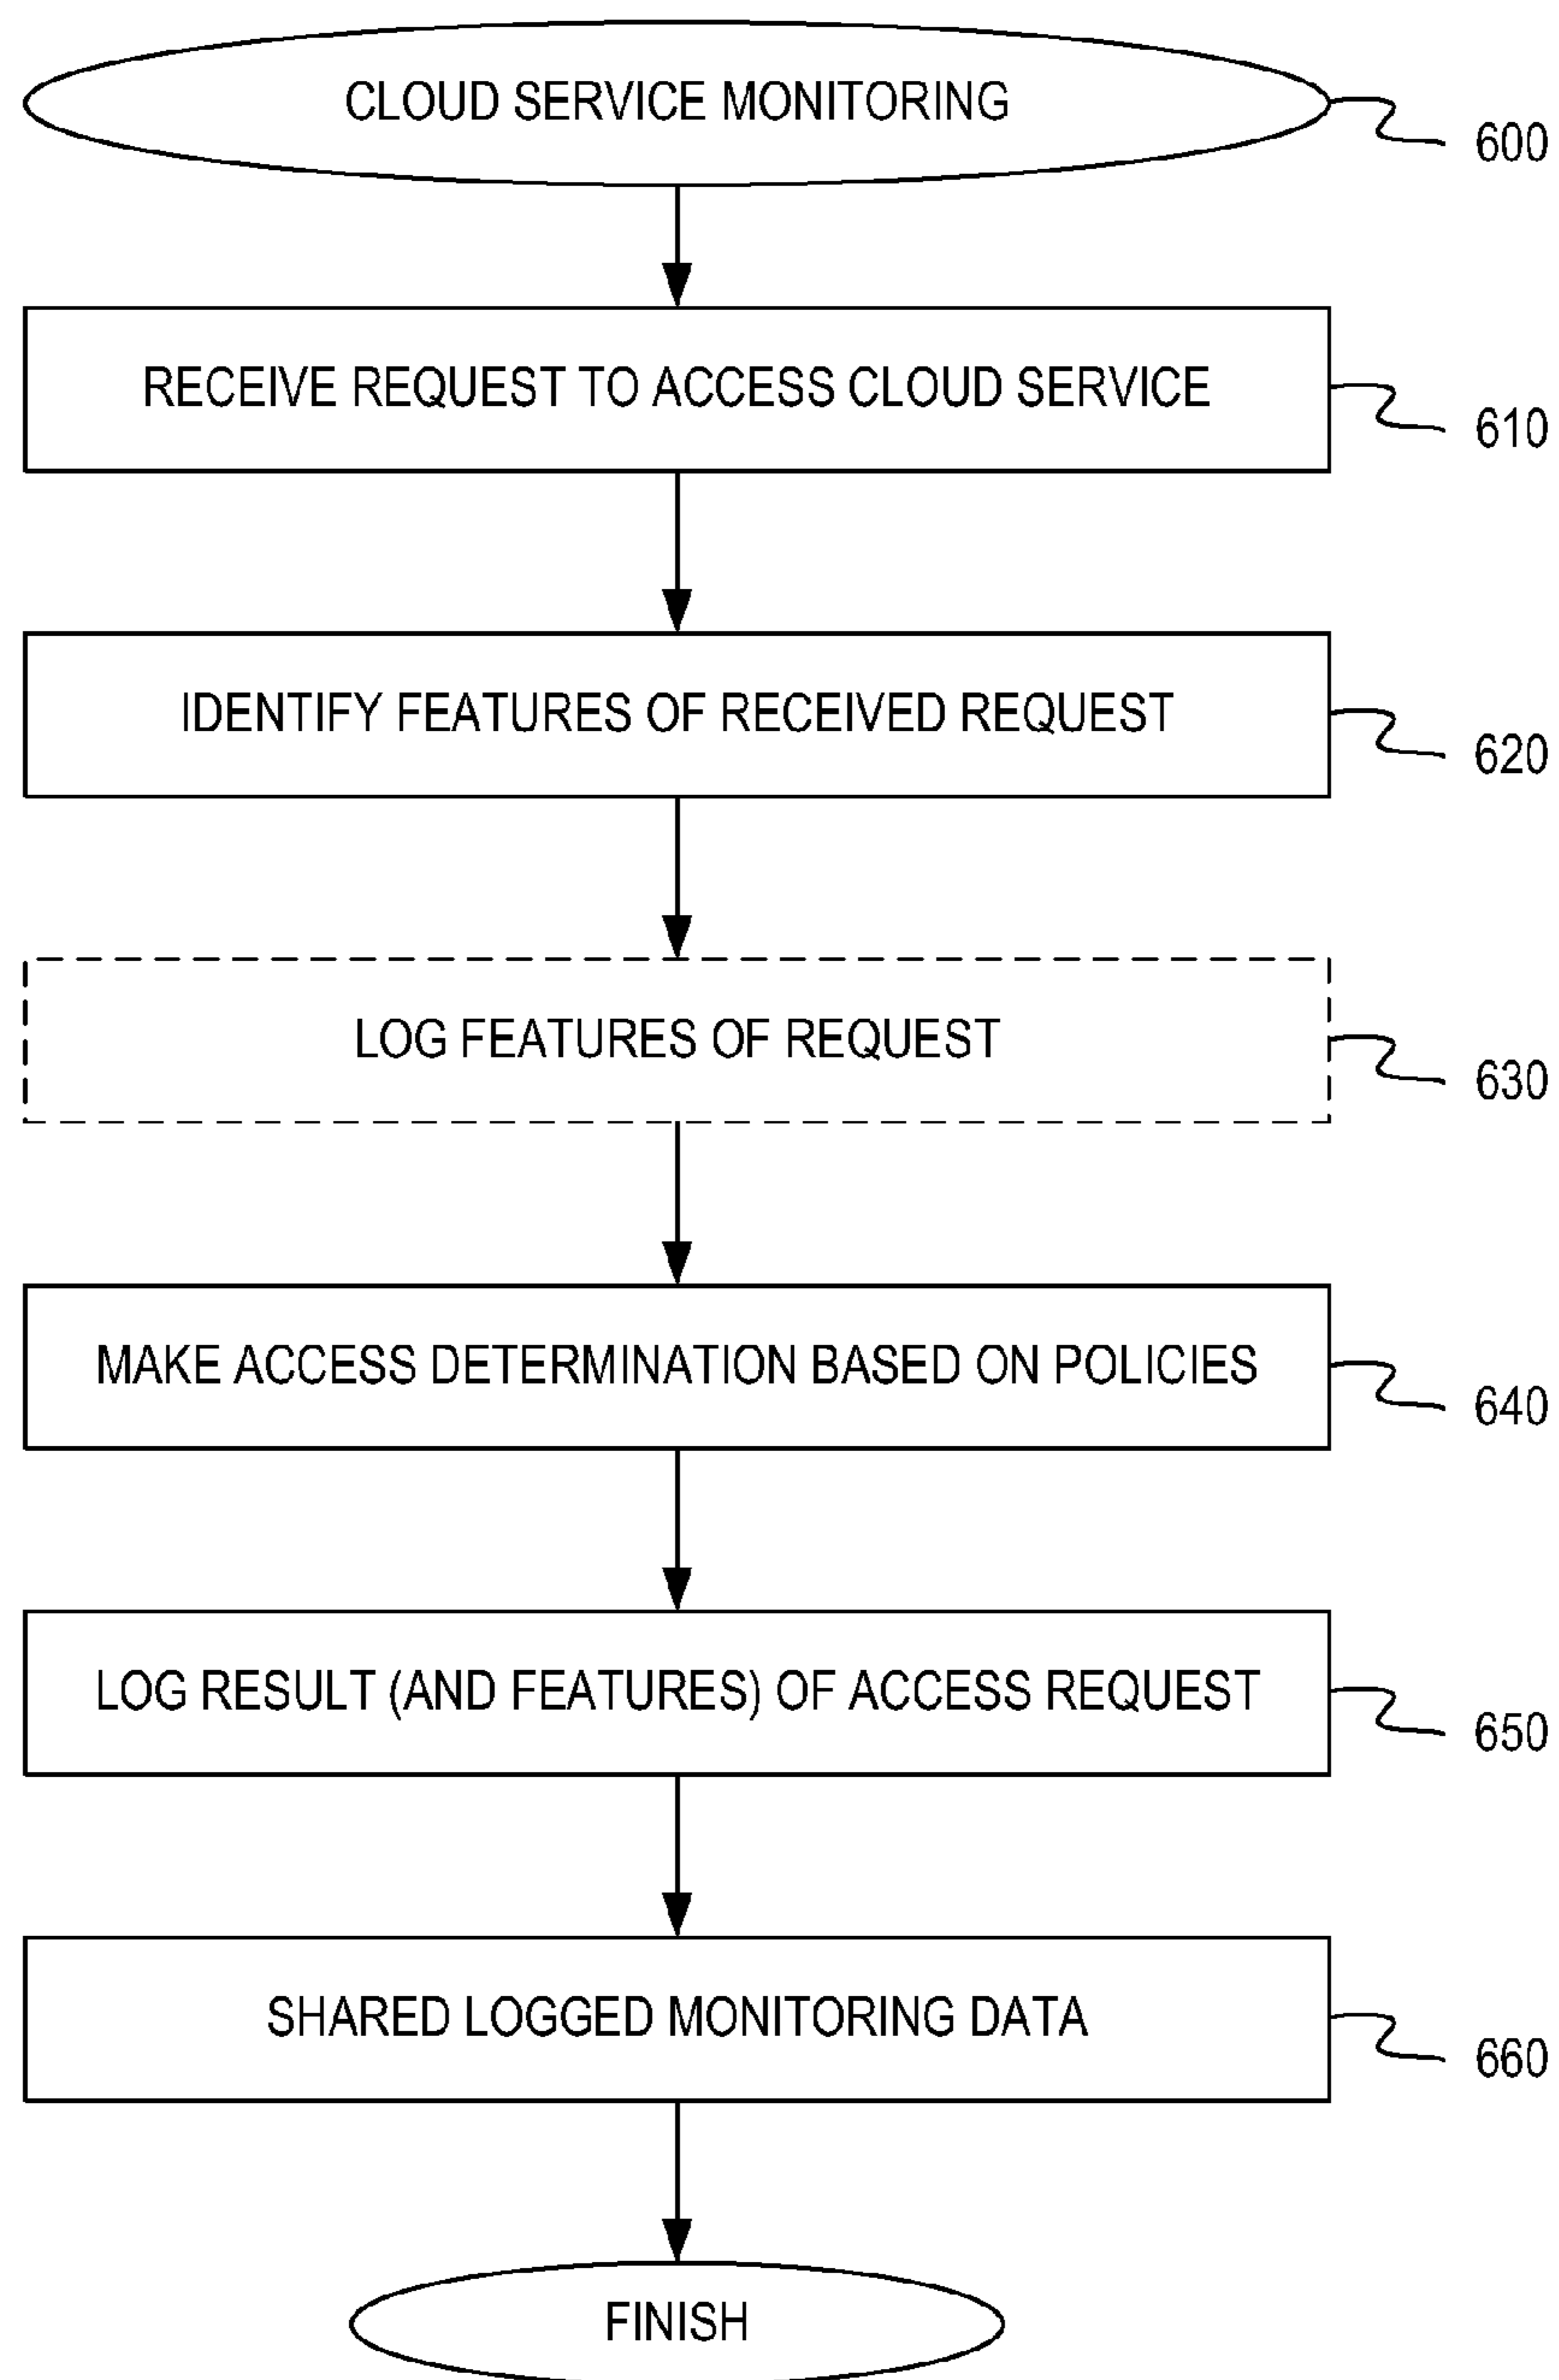 CLOUD SERVICE MONITORING
600
RECEIVE REQUEST TO ACCESS CLOUD SERVICE
610
IDENTIFY FEATURES OF RECEIVED REQUEST
620
LOG FEATURES OF REQUEST
630
MAKE ACCESS DETERMINATION BASED ON POLICIES
640
LOG RESULT (AND FEATURES) OF ACCESS REQUEST
650
SHARED LOGGED MONITORING DATA
660
FINISH